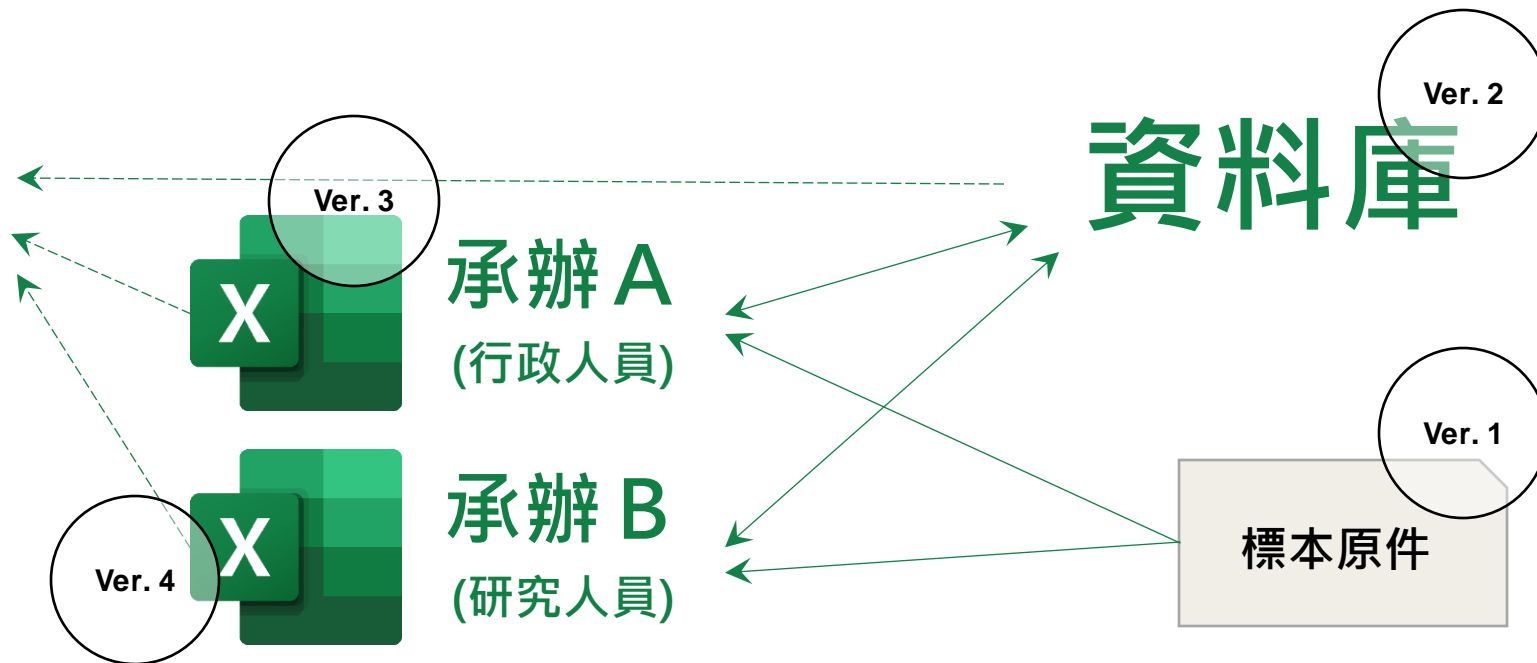 Ver. 2
資料庫
Ver. 3
X
承辦 A
(行政人員)
Ver. 1
標本原件
X
承辦 B
(研究人員)
Ver. 4